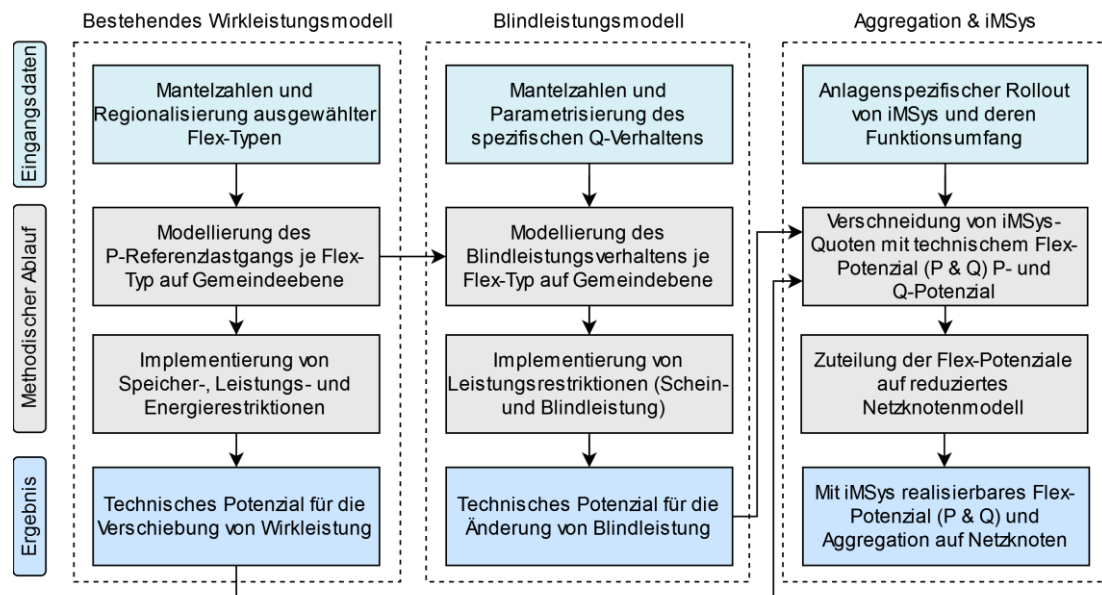 Bestehendes Wirkleistungsmodell
Blindleistungsmodell
Aggregation & iMSys
Eingangsdaten
Mantelzahlen und
Regionalisierung ausgewählter
Flex-Typen
Mantelzahlen und
Parametrisierung des
spezifischen Q-Verhaltens
Anlagenspezifischer Rollout
von iMSys und deren
Funktionsumfang
Methodischer Ablauf
Modellierung des
P-Referenzlastgangs je Flex-
Typ auf Gemeindeebene
Modellierung des
Blindleistungsverhaltens je
Flex-Typ auf Gemeindebene
Verschneidung von iMSys-
Quoten mit technischem Flex-
Potenzial (P & Q) P- und
Q-Potenzial
Implementierung von
Speicher-, Leistungs- und
Energierestriktionen
Implementierung von
Leistungsrestriktionen (Schein-
und Blindleistung)
Zuteilung der Flex-Potenziale
auf reduziertes
Netzknotenmodell
Ergebnis
Technisches Potenzial für die
Verschiebung von Wirkleistung
Technisches Potenzial für die
Änderung von Blindleistung
Mit iMSys realisierbares Flex-
Potenzial (P & Q) und
Aggregation auf Netzknoten